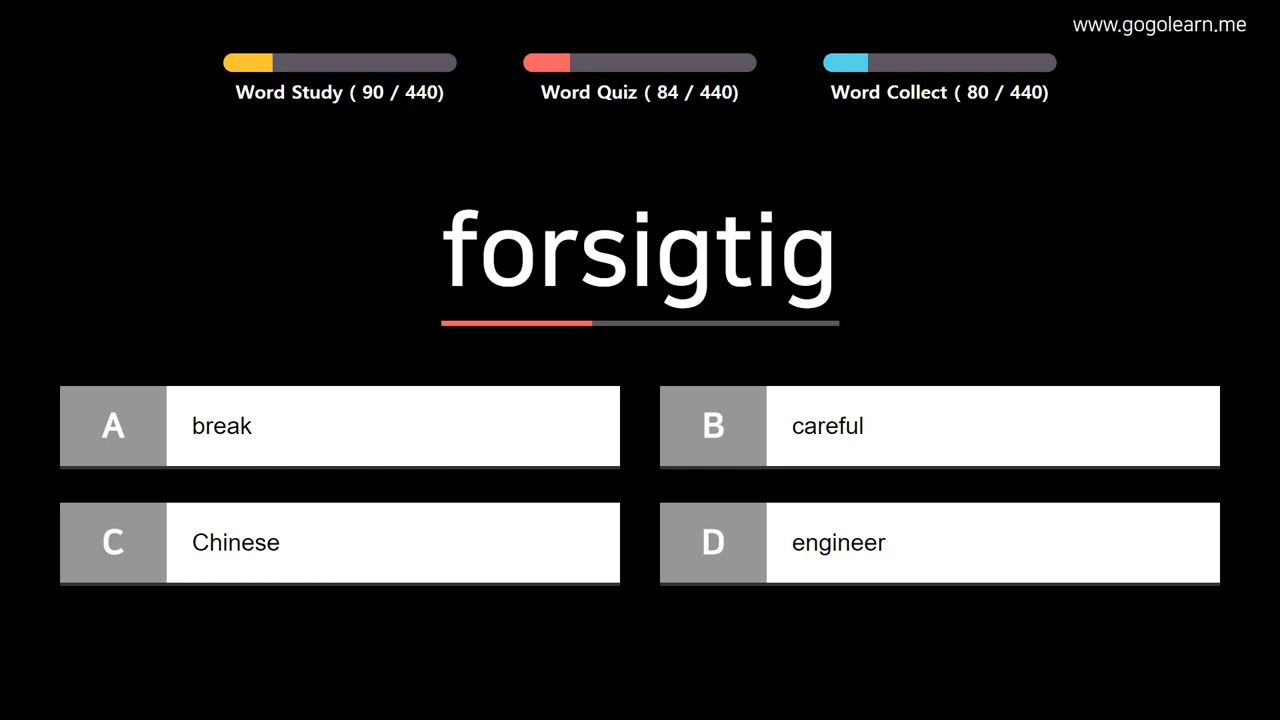 www.gogolearn.me
Word Study ( 90 / 440)
Word Quiz ( 84 / 440)
Word Collect ( 80 / 440)
forsigtig
A break
B careful
C Chinese
D engineer